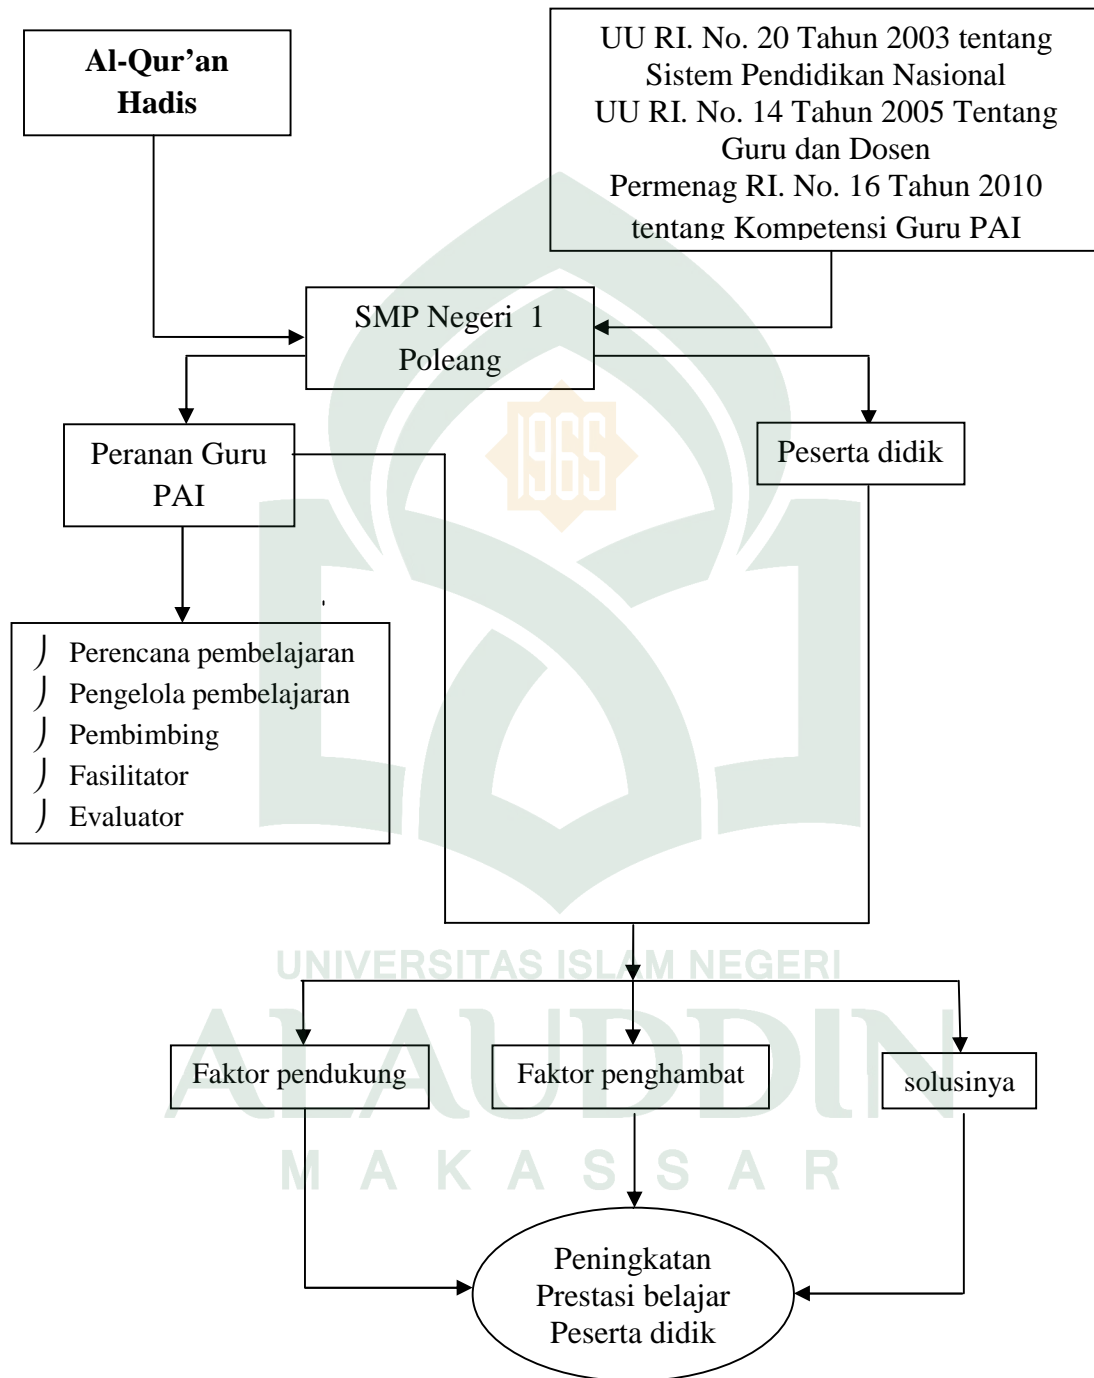 Al-Qur’an
Hadis
UU RI. No. 20 Tahun 2003 tentang
Sistem Pendidikan Nasional
UU RI. No. 14 Tahun 2005 Tentang
Guru dan Dosen
Permenag RI. No. 16 Tahun 2010
tentang Kompetensi Guru PAI
SMP Negeri 1
Poleang
Peranan Guru
PAI
Peserta didik
1965
Perencana pembelajaran
Pengelola pembelajaran
Pembimbing
Fasilitator
Evaluator
UNIVERSITAS ISLAM NEGERI
ALAUDDIN
MAKASSAR
Faktor pendukung
Faktor penghambat
solusinya
Peningkatan
Prestasi belajar
Peserta didik